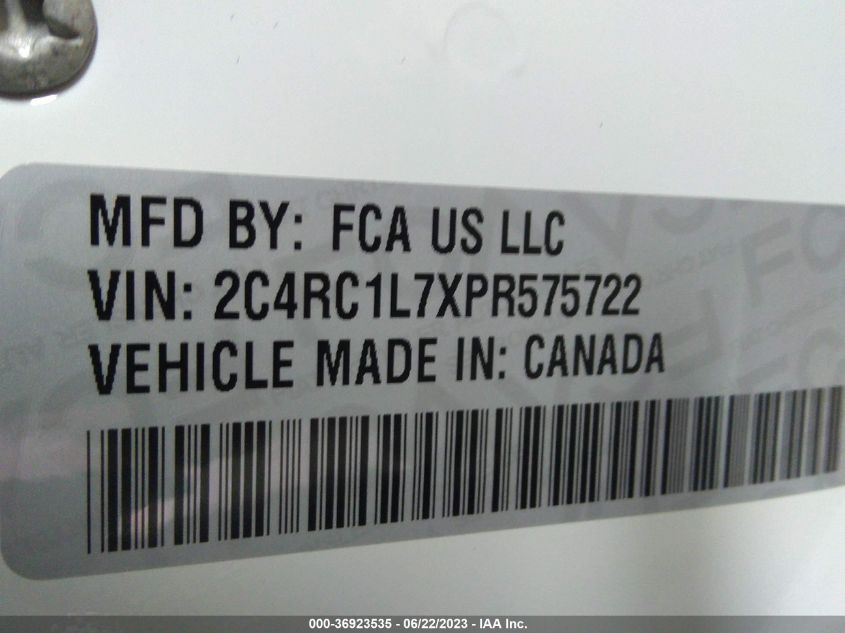 MFD BY: FCA US LLC
VIN: 2C4RC1L7XPR575722
VEHICLE MADE IN: CANADA
000-36923535 - 06/22/2023 - IAA Inc.